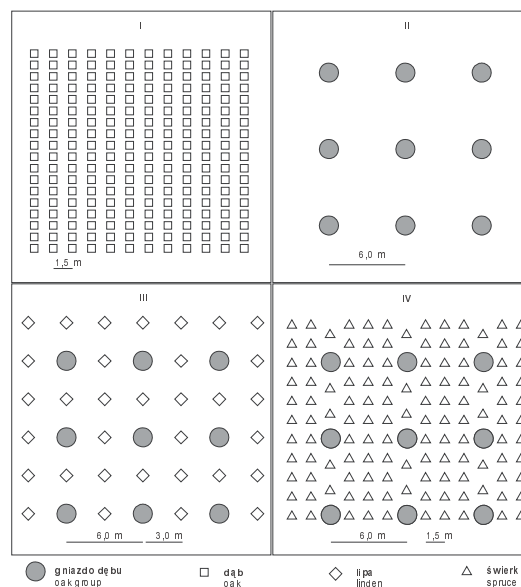 I
II
1,5 m
6,0 m
III
IV
6,0 m
3,0 m
6,0 m
1,5 m
gniazdo dębu
oak group
dąb
oak
lipa
linden
świerk
spruce